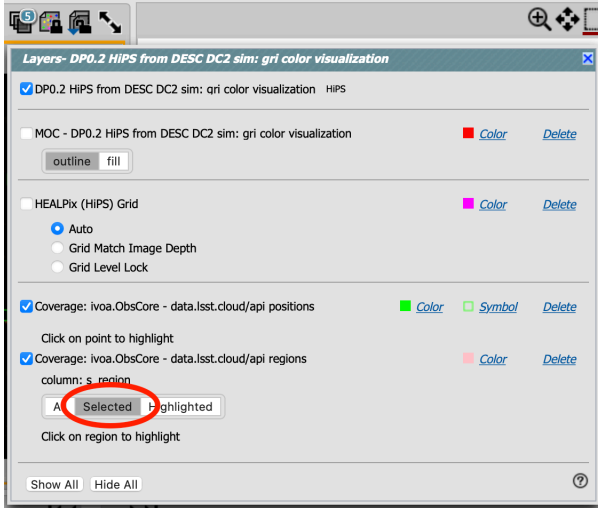 5
Layers- DP0.2 HiPS from DESC DC2 sim: gri color visualization
DP0.2 HiPS from DESC DC2 sim: gri color visualization HiPS
MOC - DP0.2 HiPS from DESC DC2 sim: gri color visualization Color Delete
outline fill
HEALPix (HiPS) Grid Color Delete
Auto
Grid Match Image Depth
Grid Level Lock
Coverage: ivoa.ObsCore - data.lsst.cloud/api positions Color Symbol Delete
Click on point to highlight
Coverage: ivoa.ObsCore - data.lsst.cloud/api regions Color Delete
column: s_region
Selected Highlighted
Click on region to highlight
Show All Hide All ?